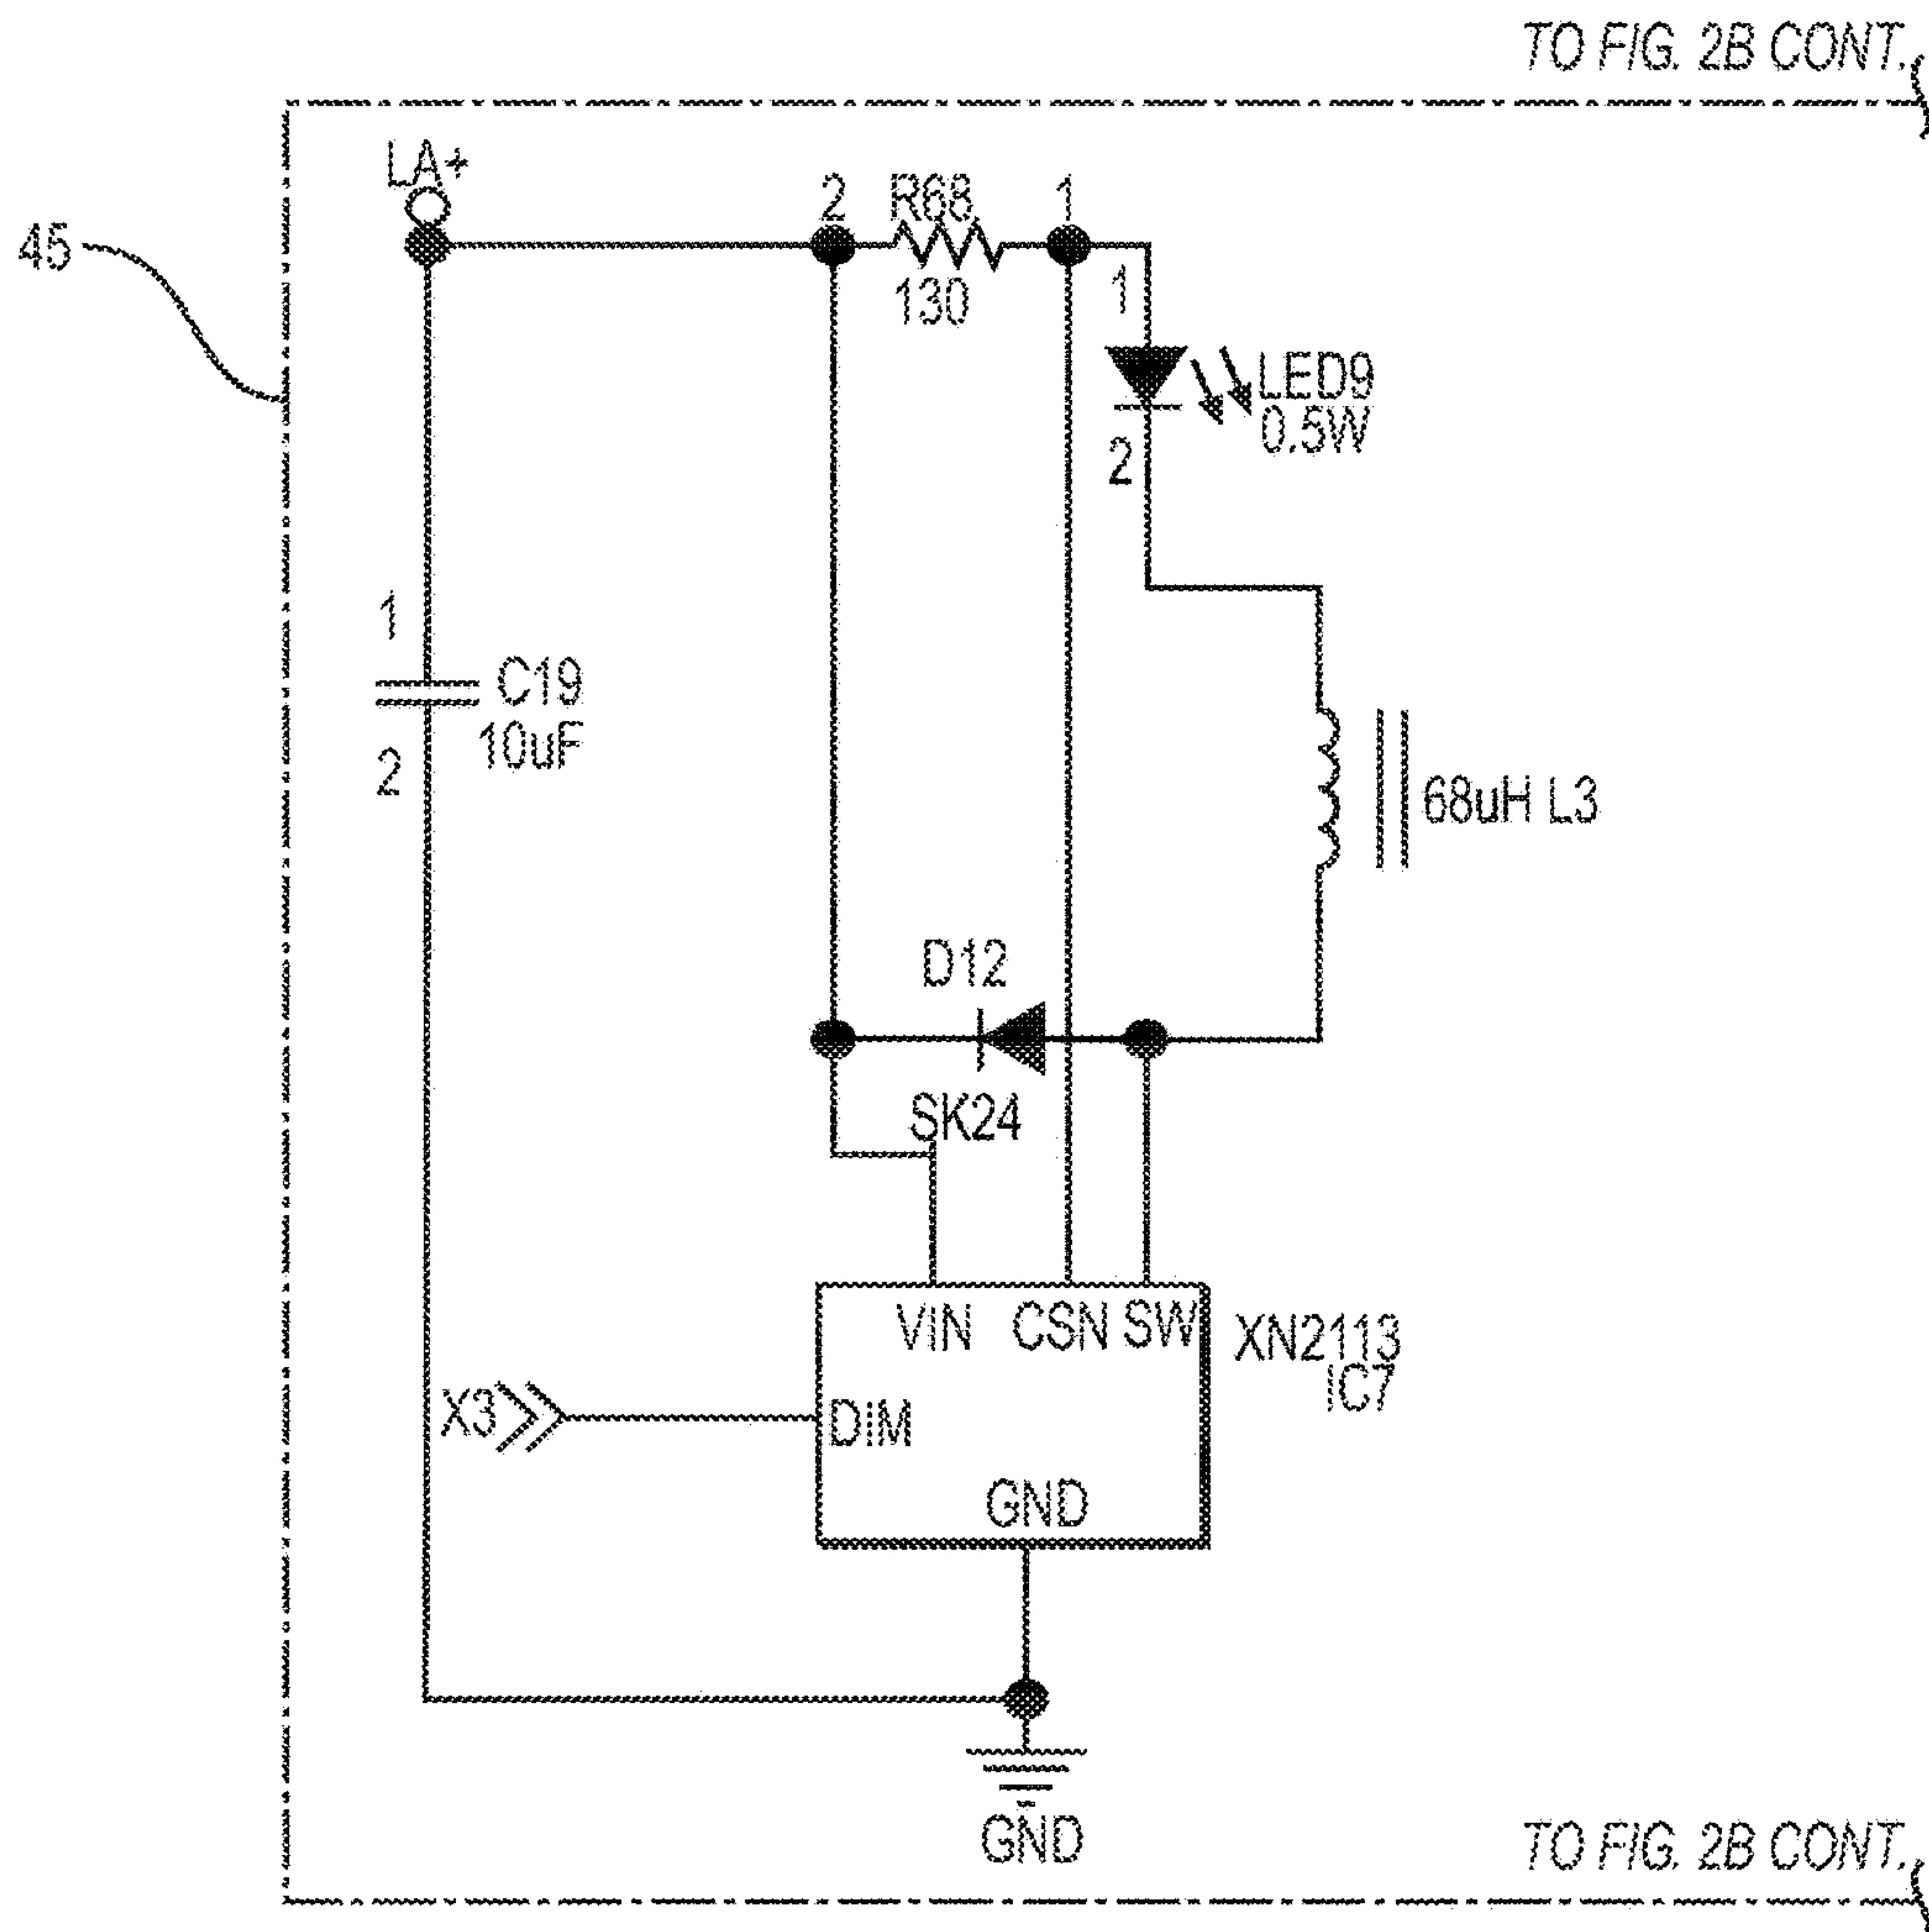 TO FIG. 2B CONT.
LA+
45
2 R68 1
130
1
LED9
0.5W
2
1
C19
10uF
2
68uH L3
D12
SK24
VIN CSN SW
XN2113
IC7
X3
DIM
GND
GND
TO FIG. 2B CONT.